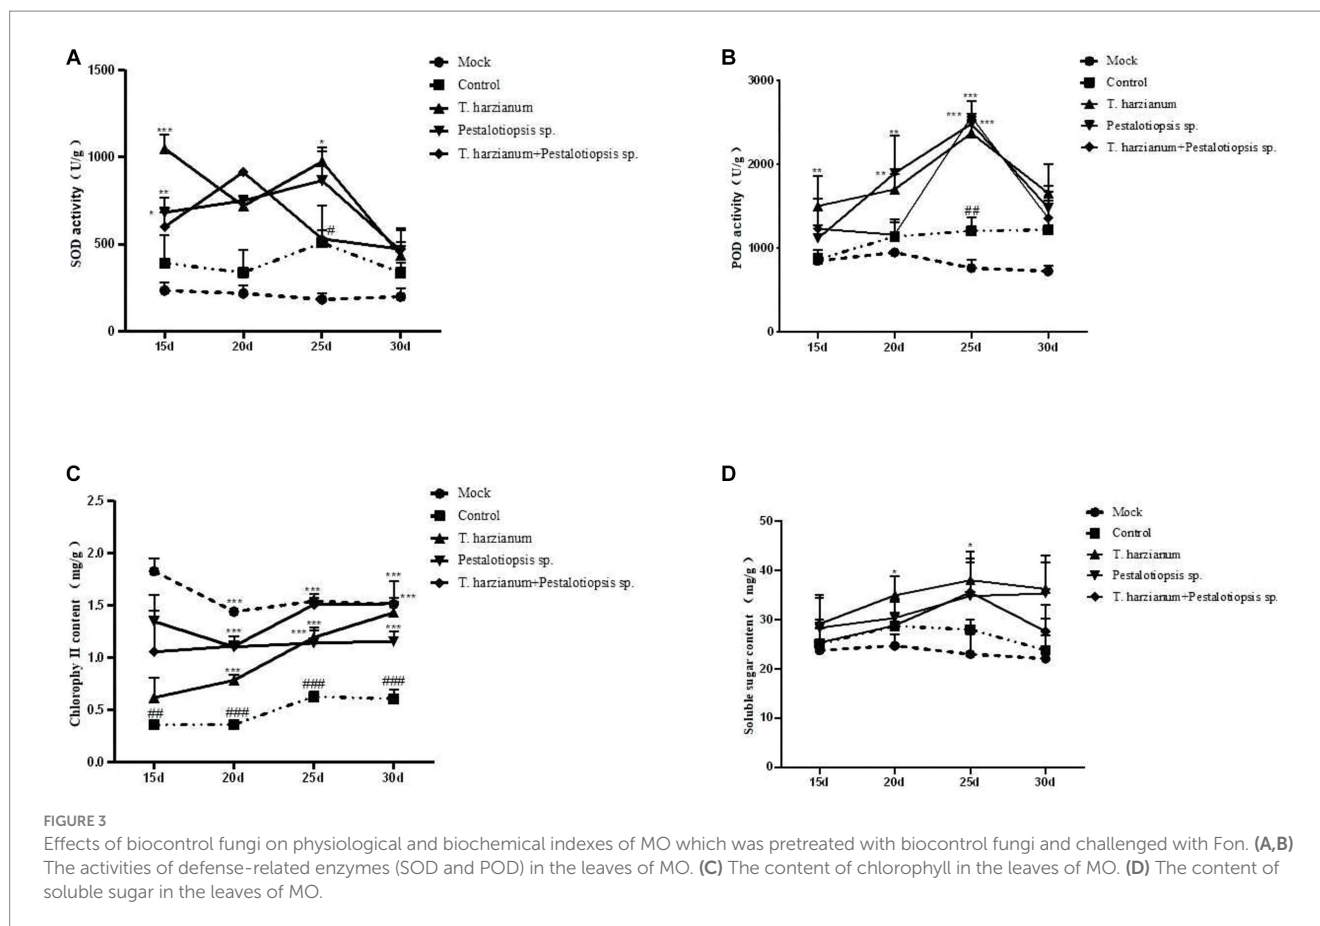 A
SOD activity（U/g）
1500
1000
500
0
***
**
*
*
#
15d
20d
25d
30d
Mock
Control
T. harzianum
Pestalotiopsis sp.
T. harzianum+Pestalotiopsis sp.
B
POD activity（U/g）
3000
2000
1000
0
**
**
**
***
***
***
##
15d
20d
25d
30d
Mock
Control
T. harzianum
Pestalotiopsis sp.
T. harzianum+Pestalotiopsis sp.
C
Chlorophy II content（mg/g）
2.5
2.0
1.5
1.0
0.5
0.0
##
***
***
***
###
***
***
***
###
***
***
***
###
15d
20d
25d
30d
Mock
Control
T. harzianum
Pestalotiopsis sp.
T. harzianum+Pestalotiopsis sp.
D
Soluble sugar content（mg/g）
50
40
30
20
10
0
*
*
15d
20d
25d
30d
Mock
Control
T. harzianum
Pestalotiopsis sp.
T. harzianum+Pestalotiopsis sp.
FIGURE 3
Effects of biocontrol fungi on physiological and biochemical indexes of MO which was pretreated with biocontrol fungi and challenged with Fon. (A,B)
The activities of defense-related enzymes (SOD and POD) in the leaves of MO. (C) The content of chlorophyll in the leaves of MO. (D) The content of
soluble sugar in the leaves of MO.